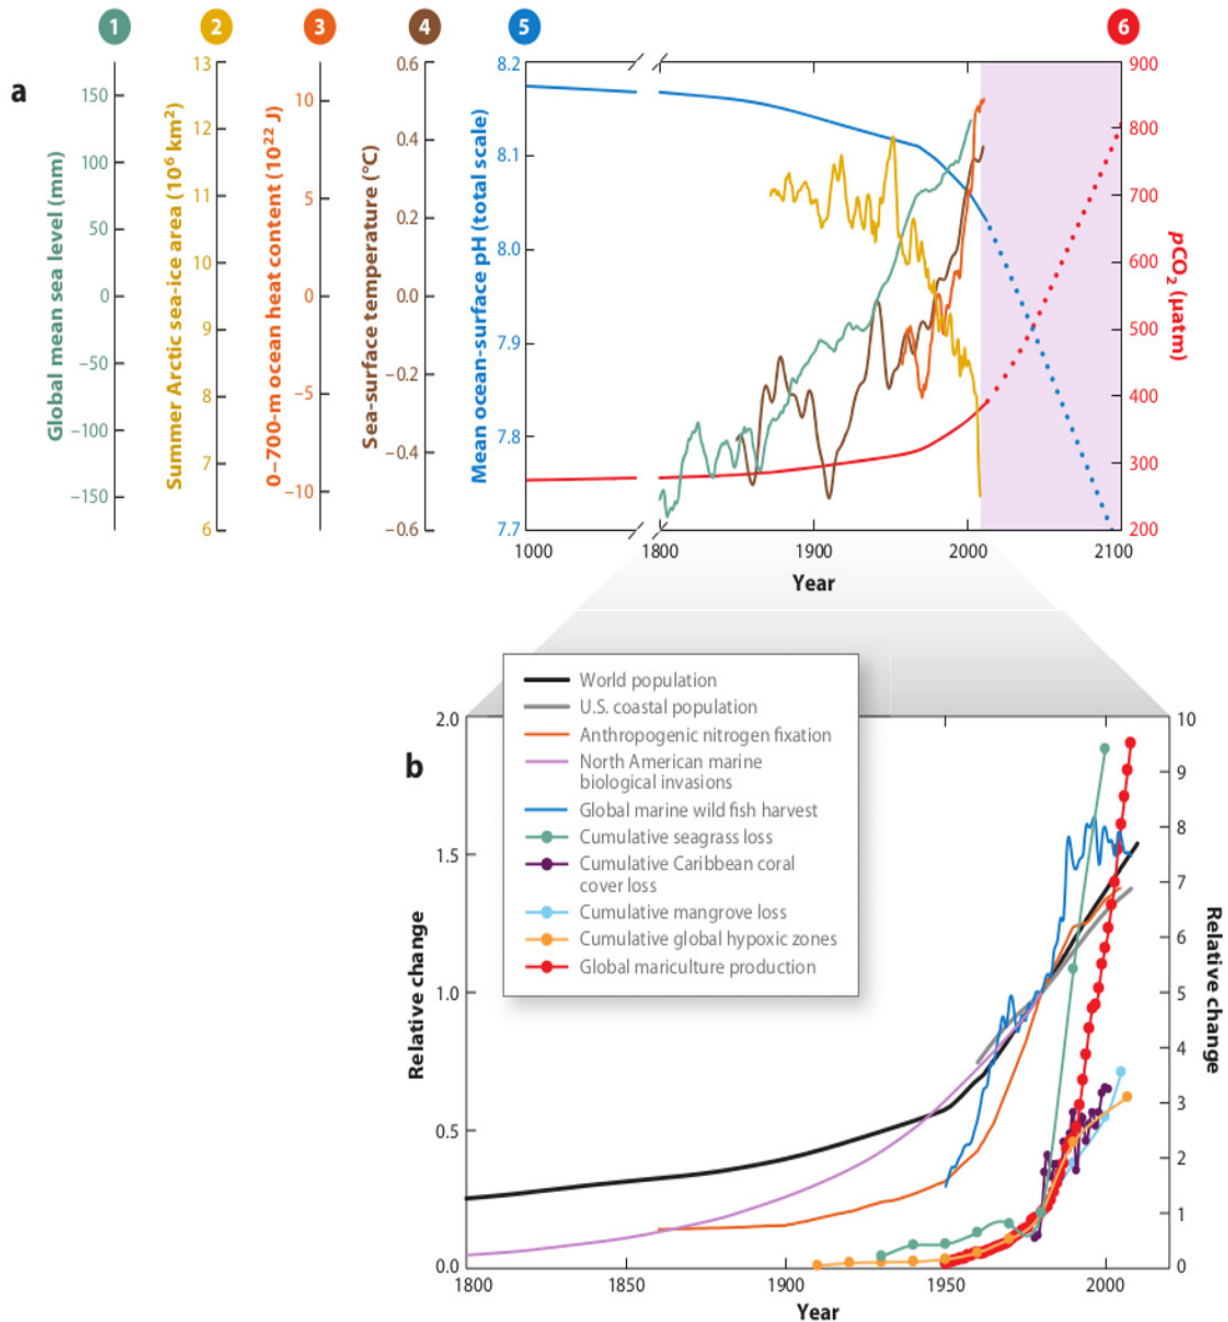 1 2 3 4 5 6
a
Global mean sea level (mm)
150
100
50
0
−50
−100
−150
Summer Arctic sea-ice area (10⁶ km²)
13
12
11
10
9
8
7
6
0–700-m ocean heat content (10²² J)
10
5
0
−5
−10
Sea-surface temperature (°C)
0.6
0.4
0.2
0.0
−0.2
−0.4
−0.6
Mean ocean-surface pH (total scale)
8.2
8.1
8.0
7.9
7.8
7.7
900
800
700
600
500
400
300
200
pCO₂ (µatm)
1000 1800 1900 2000 2100
Year
World population
U.S. coastal population
Anthropogenic nitrogen fixation
North American marine
biological invasions
Global marine wild fish harvest
Cumulative seagrass loss
Cumulative Caribbean coral
cover loss
Cumulative mangrove loss
Cumulative global hypoxic zones
Global mariculture production
b
Relative change
2.0
1.5
1.0
0.5
0.0
10
9
8
7
6
5
4
3
2
1
0
Relative change
1800 1850 1900 1950 2000
Year